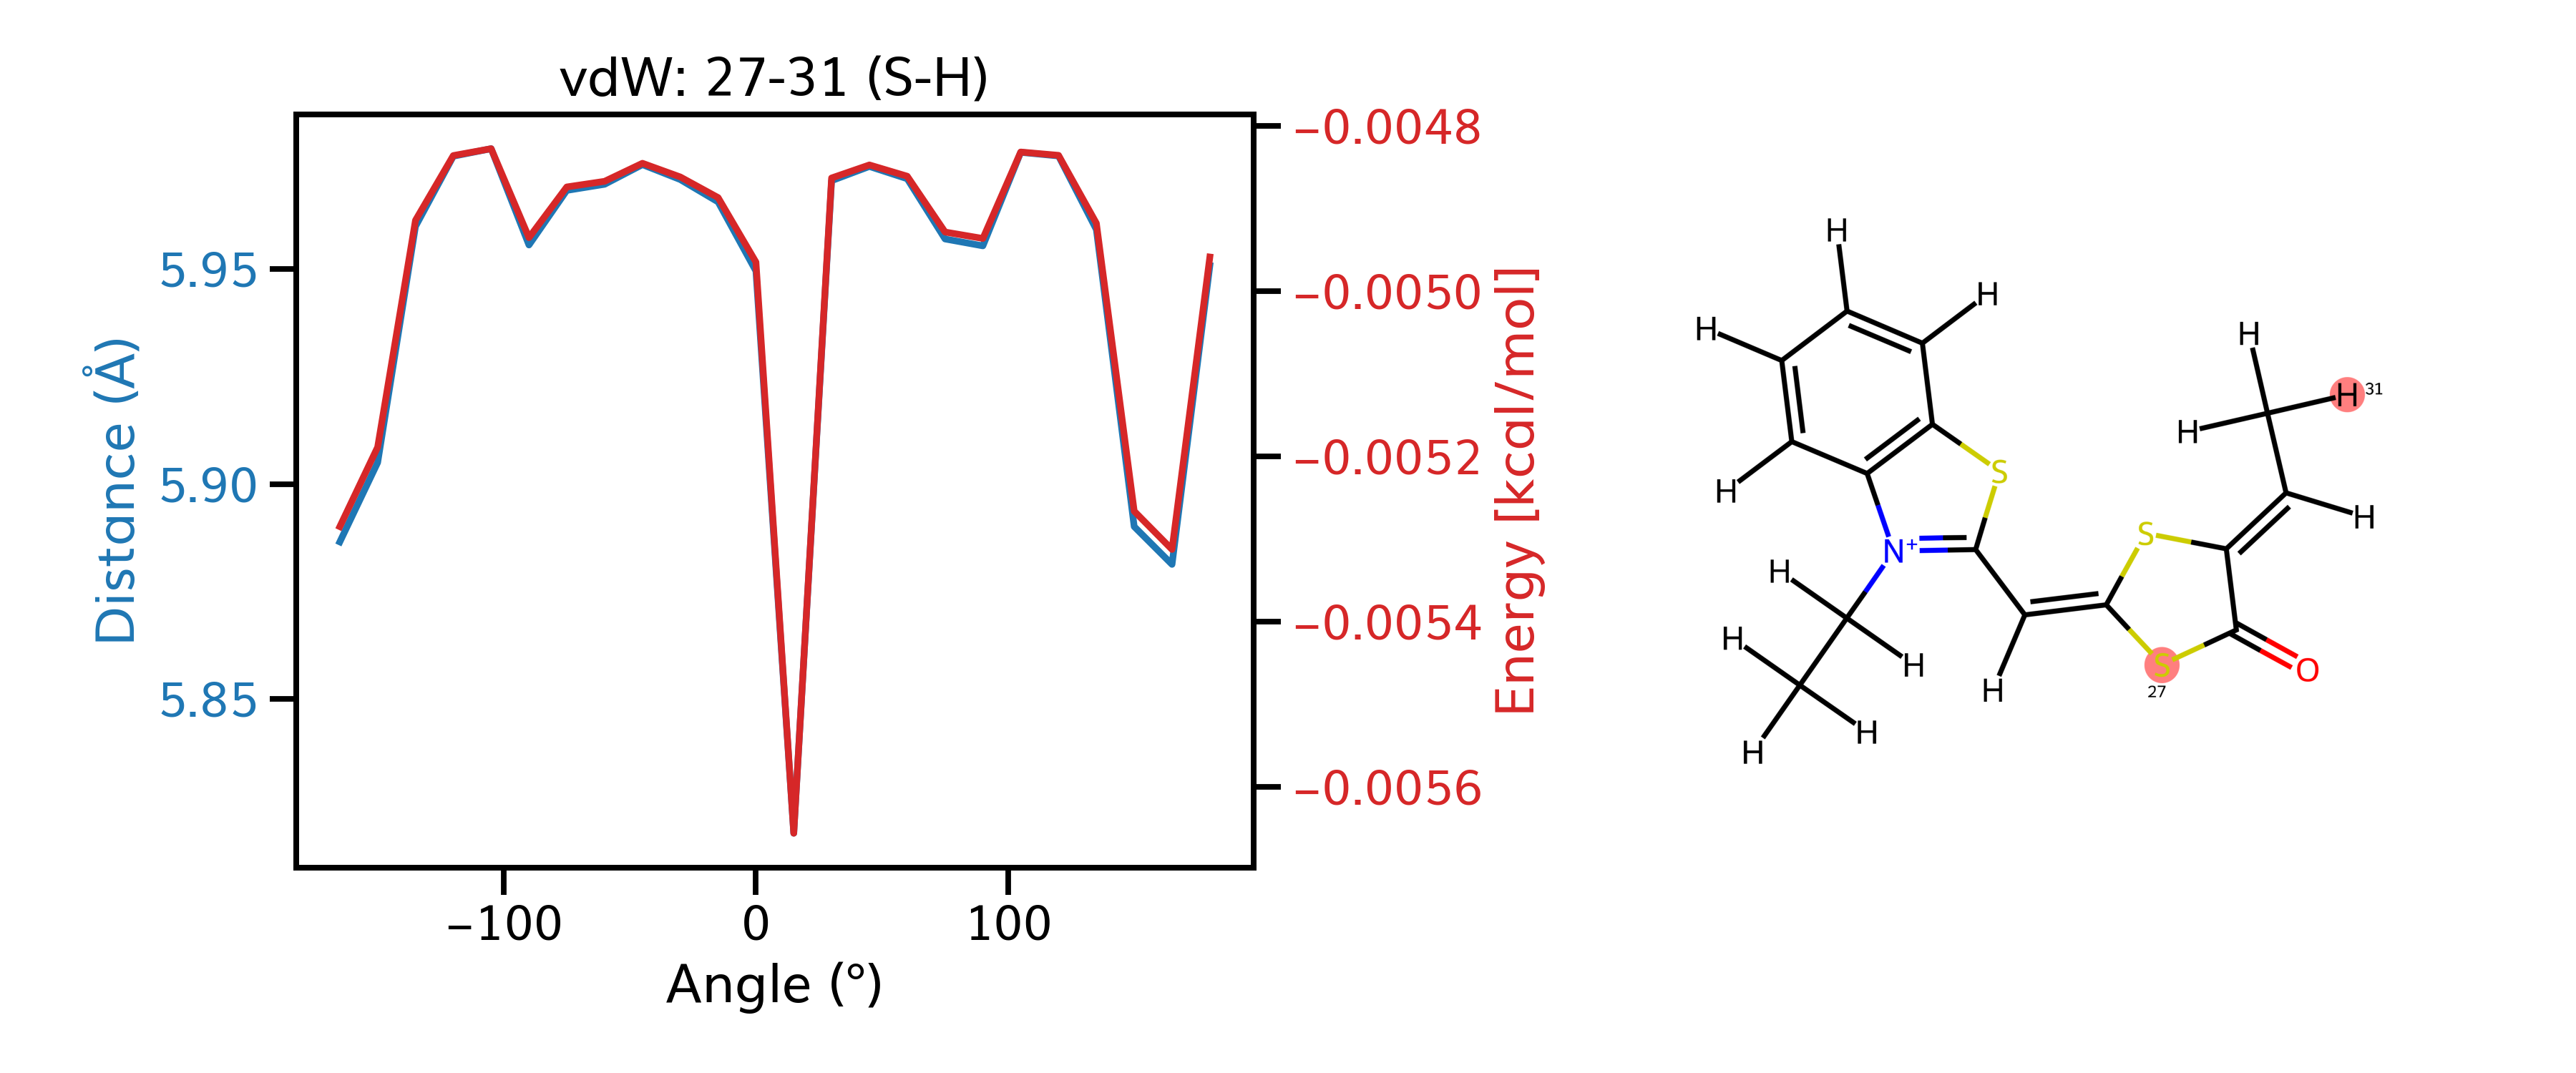 vdW: 27-31 (S-H)
Distance (Å)
5.95
5.90
5.85
−100
0
100
Angle (°)
−0.0048
−0.0050
−0.0052
−0.0054
−0.0056
Energy [kcal/mol]
H
H
H
H
H
H
H 31
S
H
H
S
N+
H
H
H
S
27
O
H
H
H